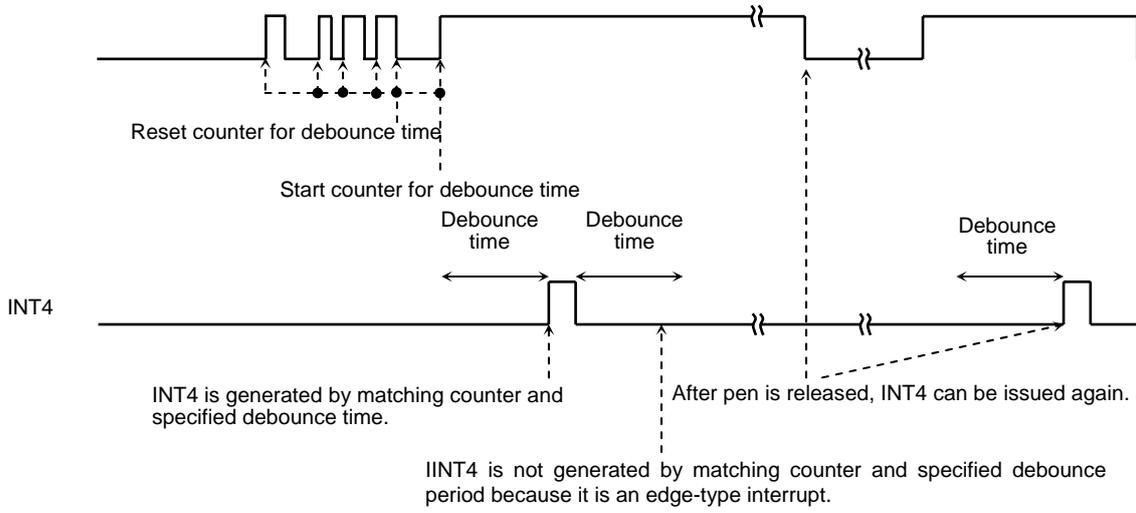 Reset counter for debounce time
Start counter for debounce time
Debounce
time
Debounce
time
Debounce
time
INT4
INT4 is generated by matching counter and
specified debounce time.
After pen is released, INT4 can be issued again.
IINT4 is not generated by matching counter and specified debounce
period because it is an edge-type interrupt.